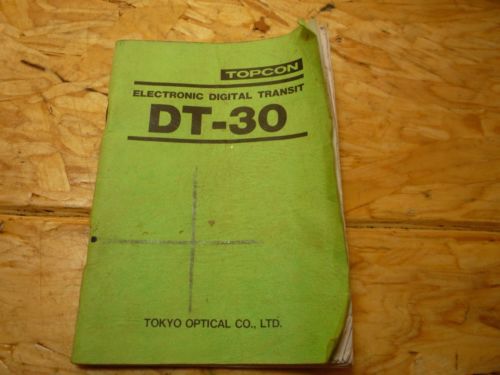 TOPCON
ELECTRONIC DIGITAL TRANSIT
DT-30
TOKYO OPTICAL CO., LTD.